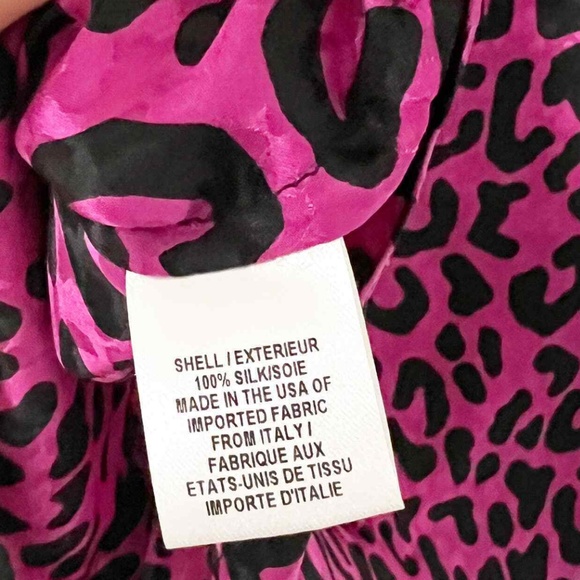 SHELL/EXTERIEUR
100% SILK/SOIE
MADE IN THE USA OF
IMPORTED FABRIC
FROM ITALY/
FABRIQUE AUX
ETATS-UNIS DE TISSU
IMPORTE D'ITALIE